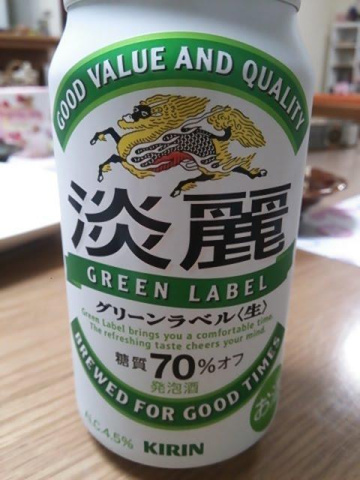 GOOD VALUE AND QUALITY
淡麗
GREEN LABEL
グリーンラベル〈生〉
Green Label brings you a comfortable time.
The refreshing taste cheers your mind.
糖質70%オフ
発泡酒
BREWED FOR GOOD TIMES
ALC.4.5%
KIRIN
お